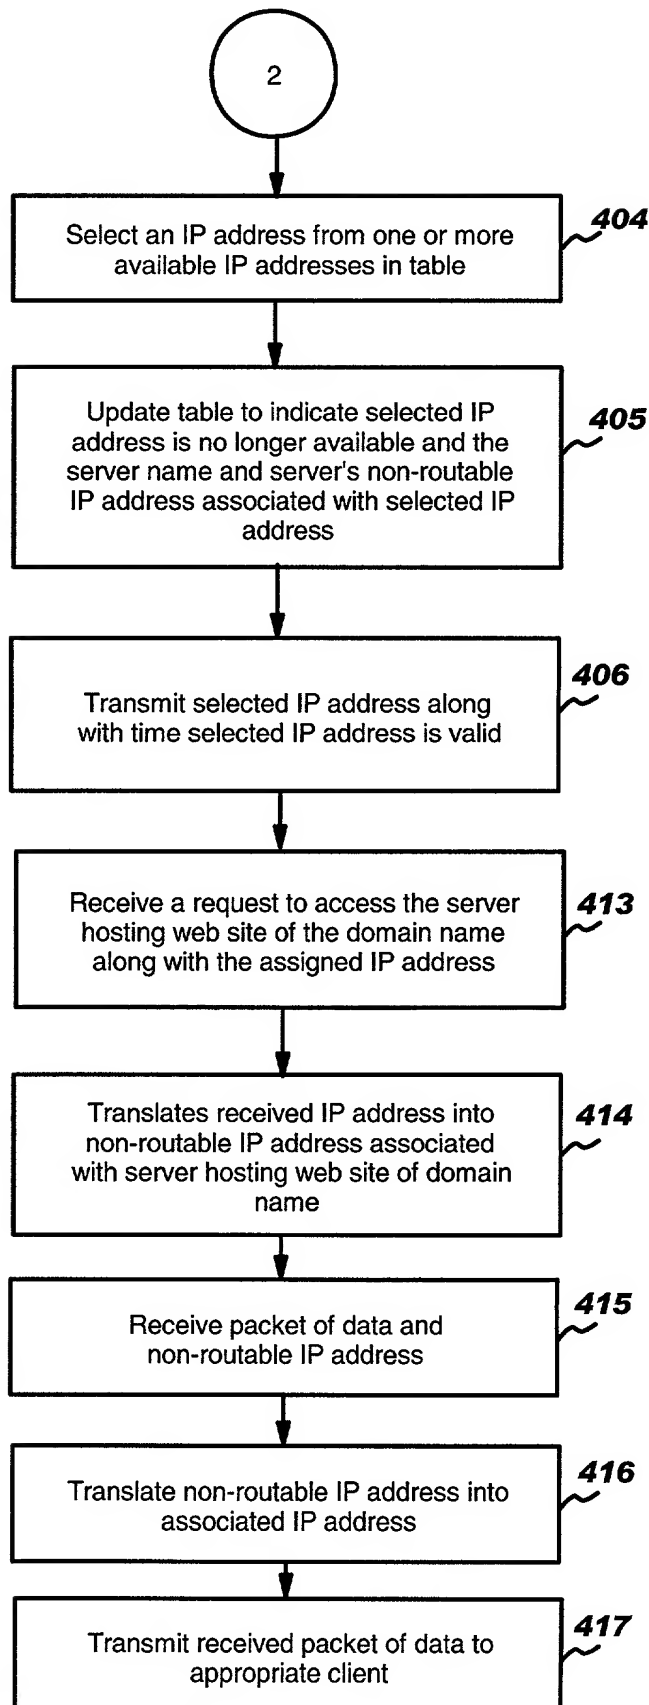 2
404
Select an IP address from one or more
available IP addresses in table
405
Update table to indicate selected IP
address is no longer available and the
server name and server's non-routable
IP address associated with selected IP
address
406
Transmit selected IP address along
with time selected IP address is valid
413
Receive a request to access the server
hosting web site of the domain name
along with the assigned IP address
414
Translates received IP address into
non-routable IP address associated
with server hosting web site of domain
name
415
Receive packet of data and
non-routable IP address
416
Translate non-routable IP address into
associated IP address
417
Transmit received packet of data to
appropriate client